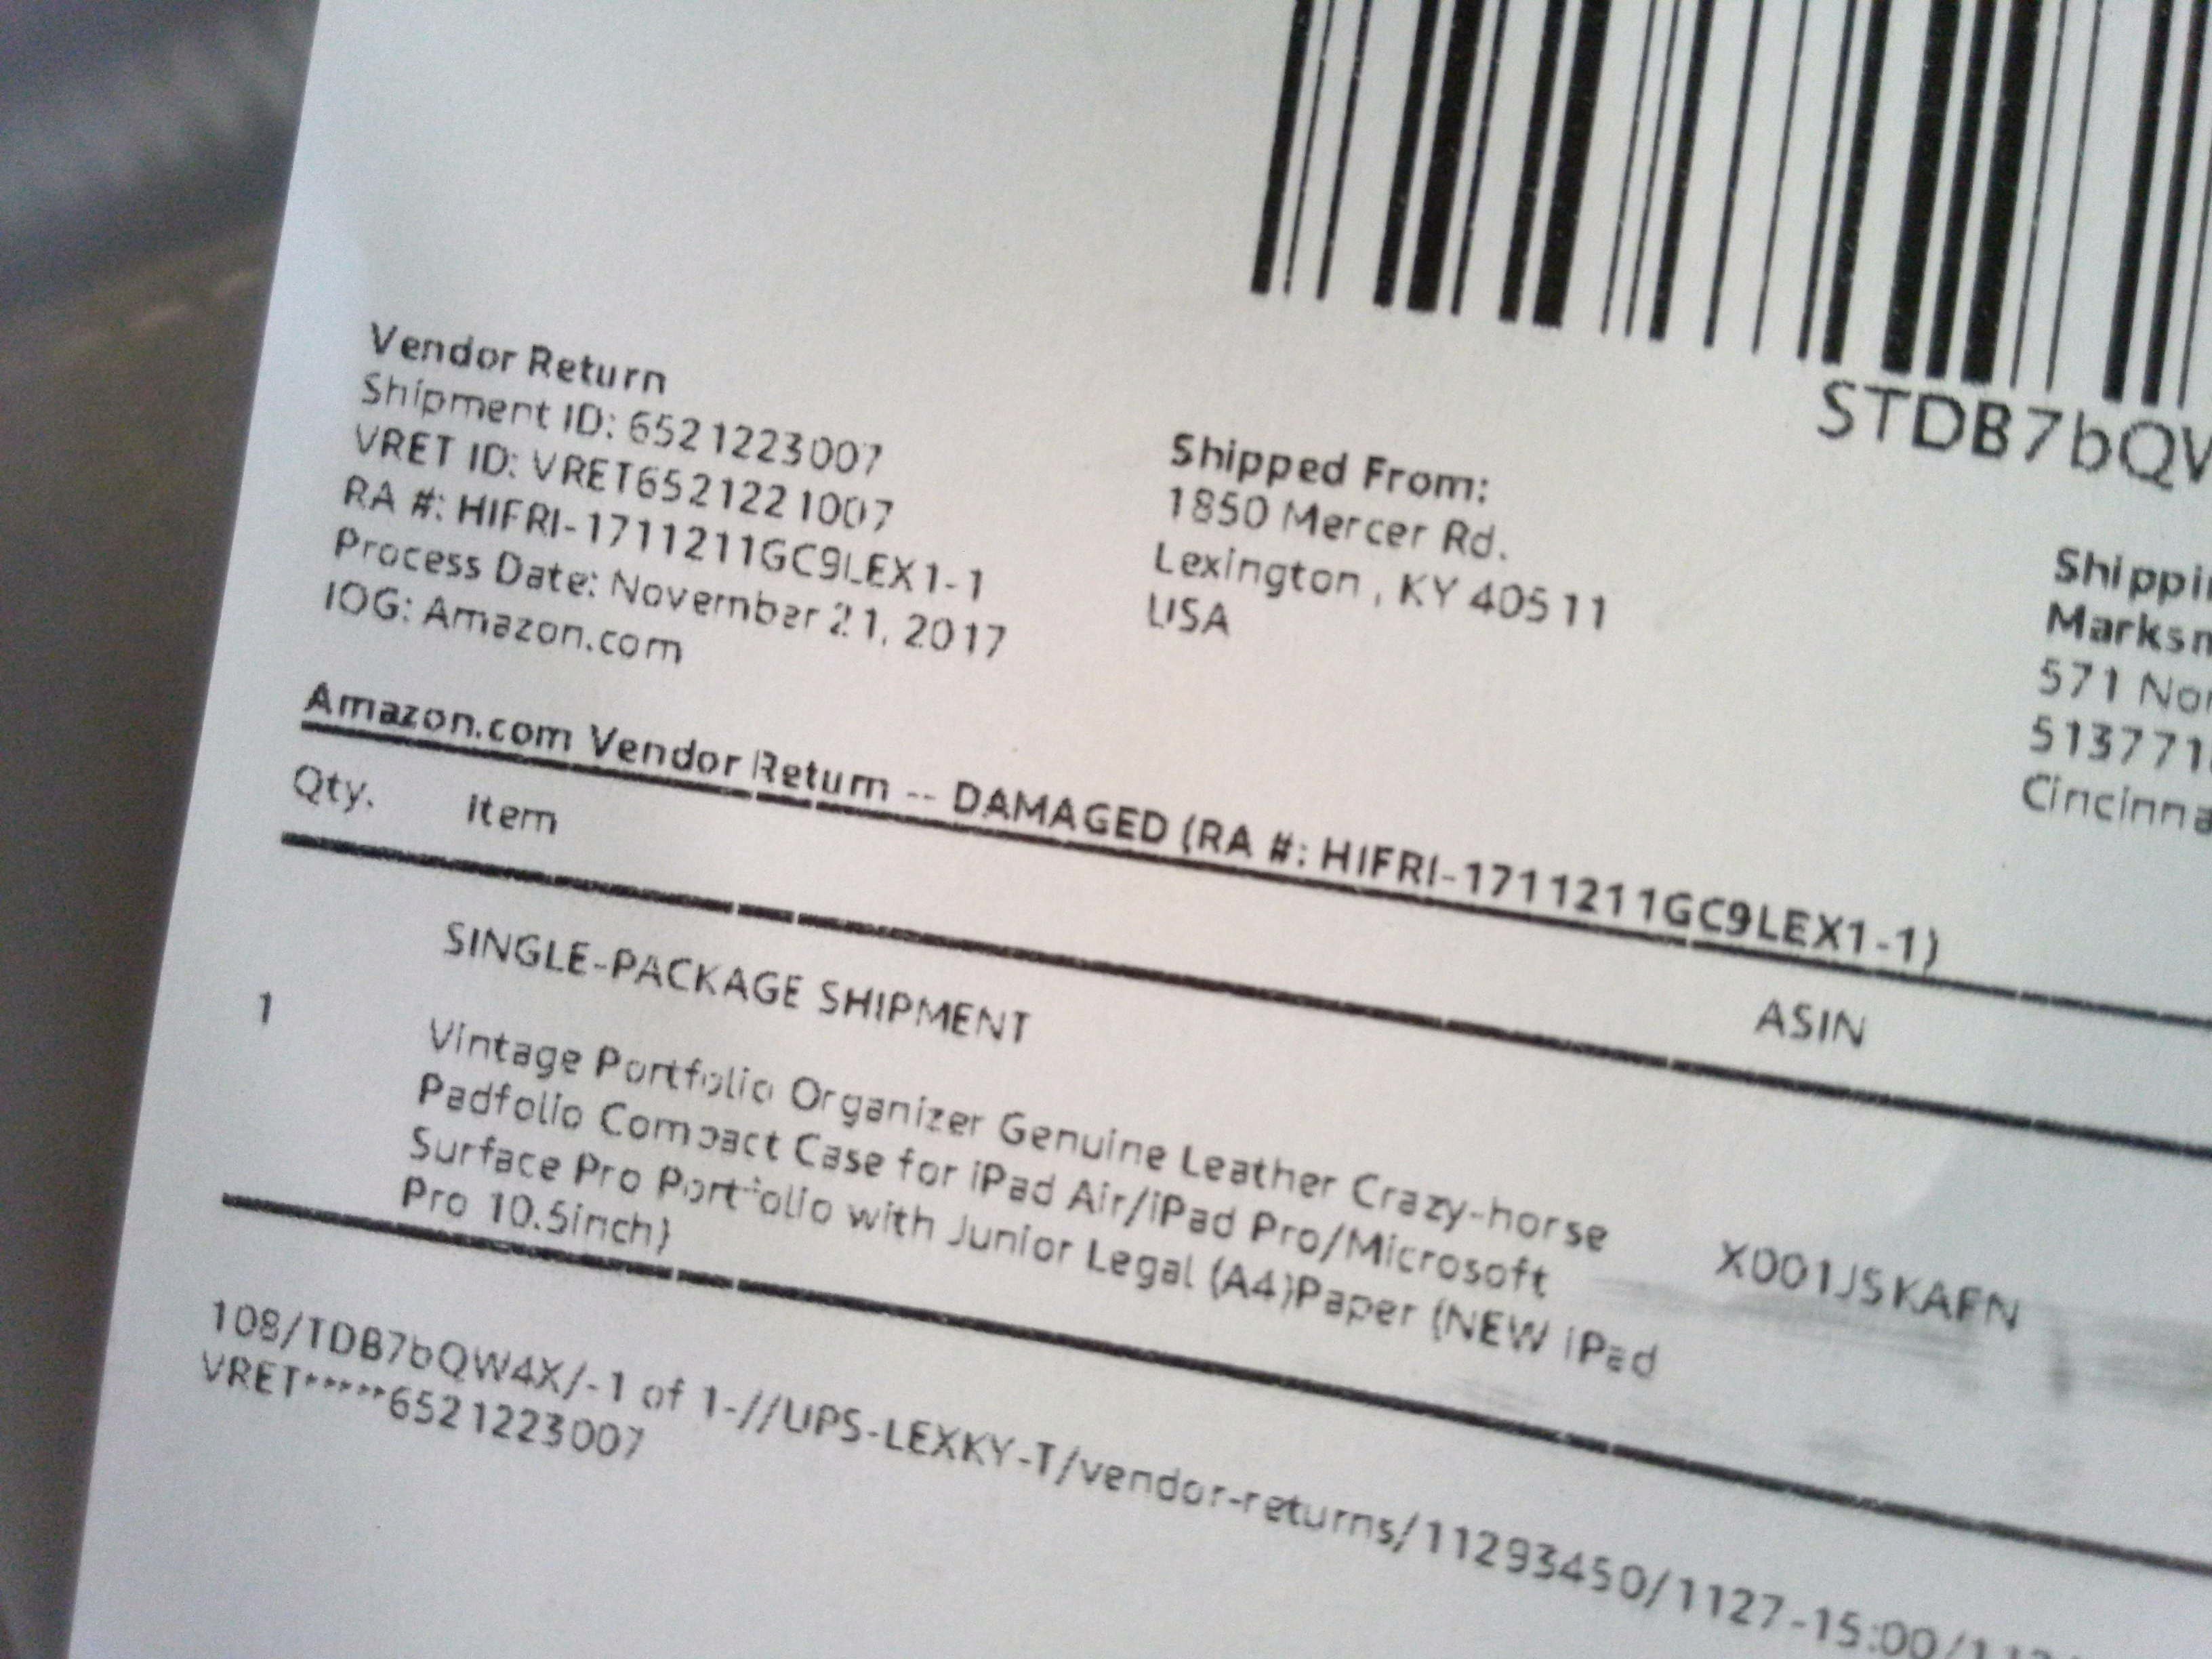 STDB7bQW
Vendor Return
Shipment ID: 6521223007
VRET ID: VRET6521221007
RA #: HIFRI-1711211GC9LEX1-1
Process Date: November 21, 2017
IOG: Amazon.com
Shipped From:
1850 Mercer Rd.
Lexington , KY 40511
USA
571
Amazon.com Vendor Return -- DAMAGED (RA #: HIFRI-1711211GC9LEX1-1)
Qty. Item ASIN
SINGLE-PACKAGE SHIPMENT
1 Vintage Portfolio Organizer Genuine Leather Crazy-horse
Padfolio Compact Case for iPad Air/iPad Pro/Microsoft
Surface Pro Portfolio with Junior Legal (A4)Paper (NEW iPad
Pro 10.5inch)
X001JSKAFN
108/TDB7bQW4X/-1 of 1-//UPS-LEXKY-T/vendor-returns/11293450/1127-15:00/
VRET*****6521223007